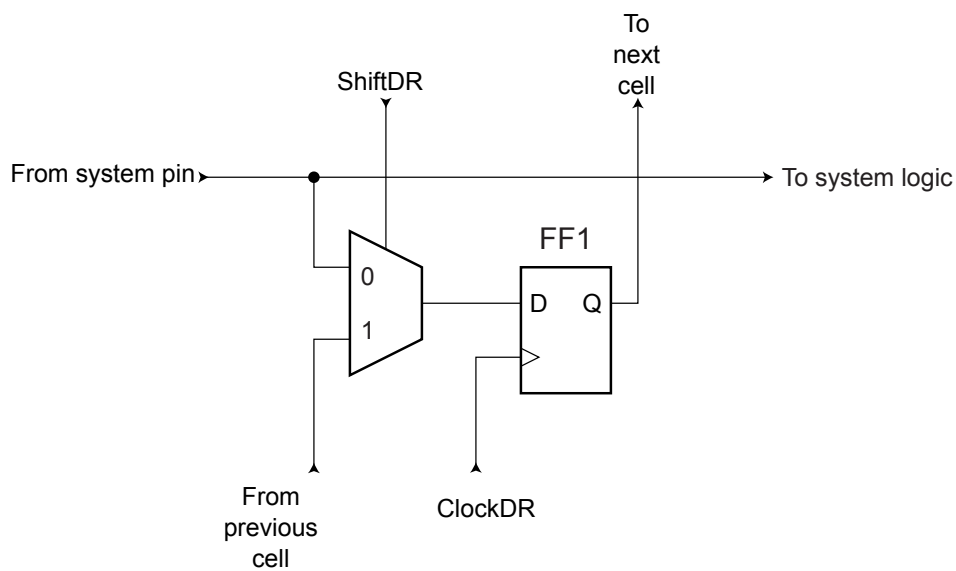 To
next
cell
ShiftDR
From system pin
To system logic
FF1
0
D
Q
1
From
previous
cell
ClockDR